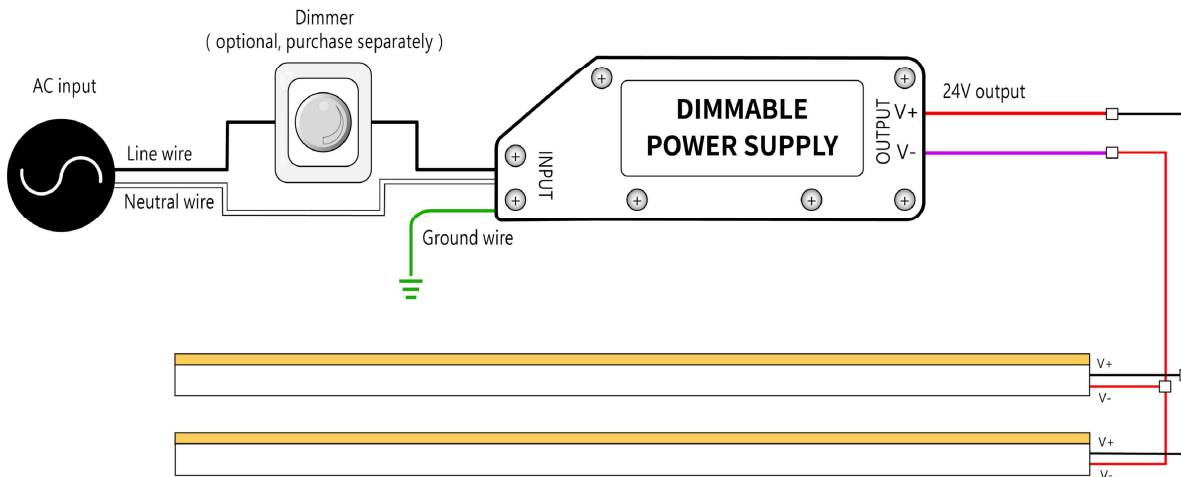 Dimmer
( optional, purchase separately )
AC input
Line wire
Neutral wire
Ground wire
INPUT
DIMMABLE
POWER SUPPLY
OUTPUT
V+
V-
24V output
V+
V-
V+
V-